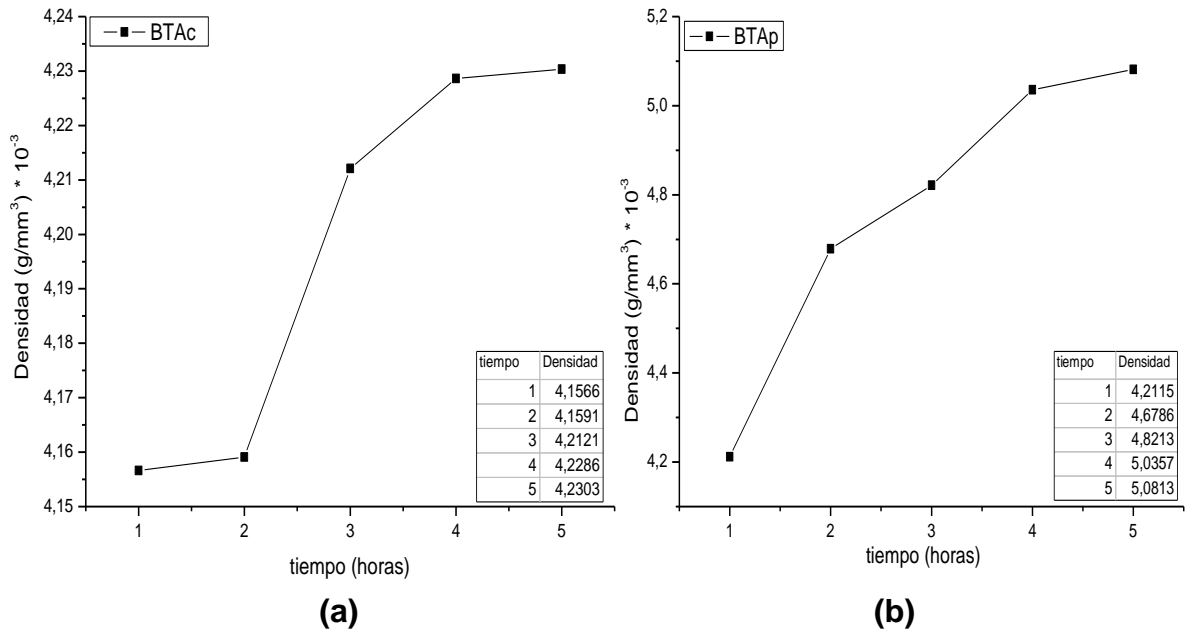 BTAc
4,24
4,23
4,22
4,21
4,20
4,19
4,18
4,17
4,16
4,15
Densidad (g/mm³) * 10⁻³
1 2 3 4 5
tiempo (horas)
tiempo Densidad
1 4,1566
2 4,1591
3 4,2121
4 4,2286
5 4,2303
(a)
BTAp
5,2
5,0
4,8
4,6
4,4
4,2
Densidad (g/mm³) * 10⁻³
1 2 3 4 5
tiempo (horas)
tiempo Densidad
1 4,2115
2 4,6786
3 4,8213
4 5,0357
5 5,0813
(b)